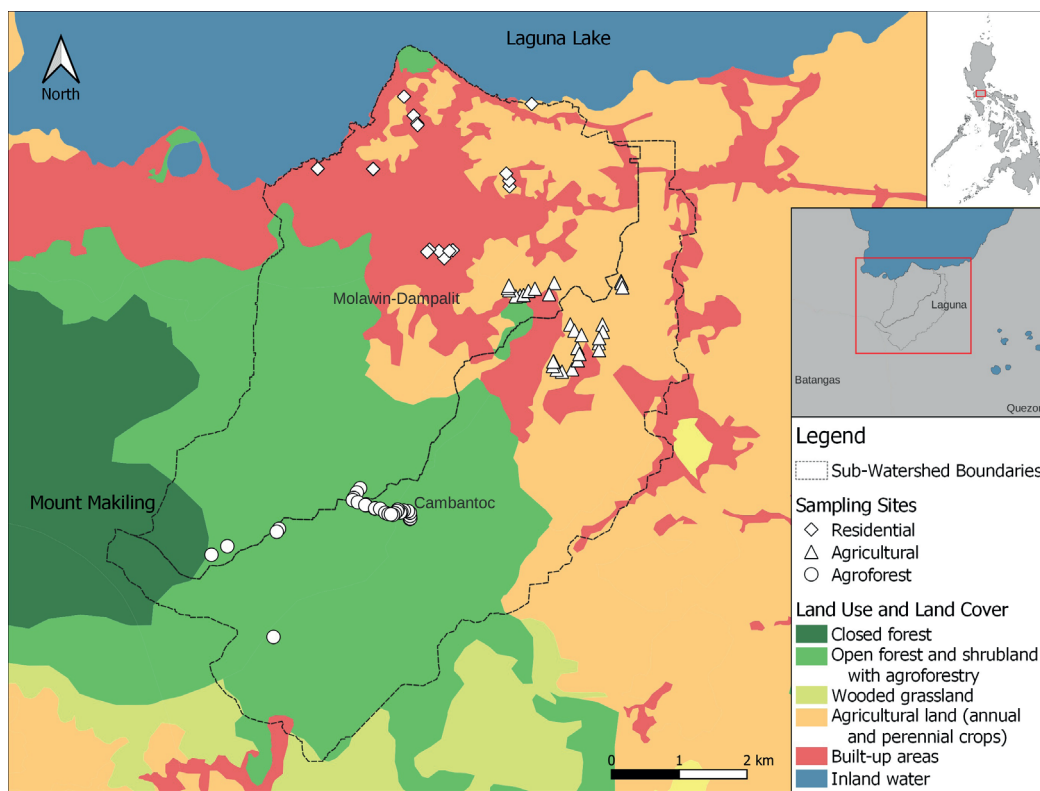 Laguna Lake
North
Molawin-Dampalit
Mount Makiling
Cambantoc
0 1 2 km
Laguna
Batangas
Quezon
Legend
Sub-Watershed Boundaries
Sampling Sites
Residential
Agricultural
Agroforest
Land Use and Land Cover
Closed forest
Open forest and shrubland
with agroforestry
Wooded grassland
Agricultural land (annual
and perennial crops)
Built-up areas
Inland water